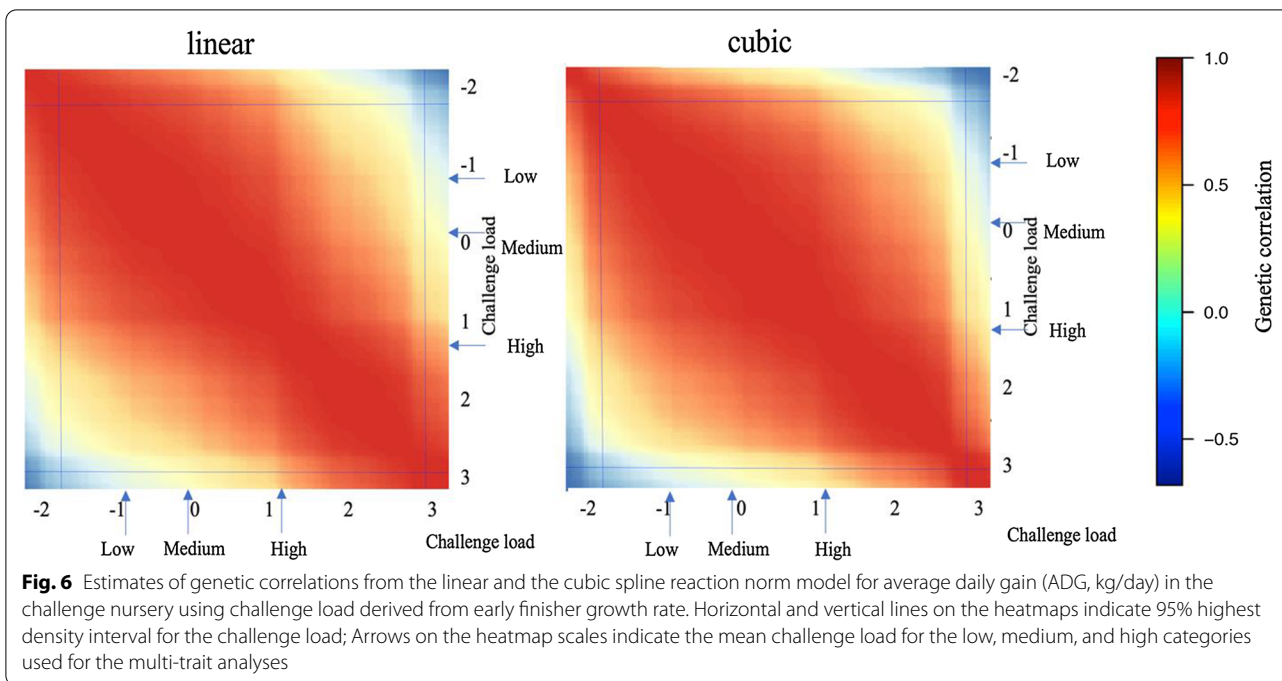 linear
cubic
-2
-1
Low
0
Medium
Challenge load
1
High
2
3
-2 -1 0 1 2 3
Low Medium High
Challenge load
-2
-1
Low
0
Medium
Challenge load
1
High
2
3
-2 -1 0 1 2 3
Low Medium High
Challenge load
1.0
0.5
0.0
−0.5
Genetic correlation
Fig. 6 Estimates of genetic correlations from the linear and the cubic spline reaction norm model for average daily gain (ADG, kg/day) in the
challenge nursery using challenge load derived from early finisher growth rate. Horizontal and vertical lines on the heatmaps indicate 95% highest
density interval for the challenge load; Arrows on the heatmap scales indicate the mean challenge load for the low, medium, and high categories
used for the multi-trait analyses